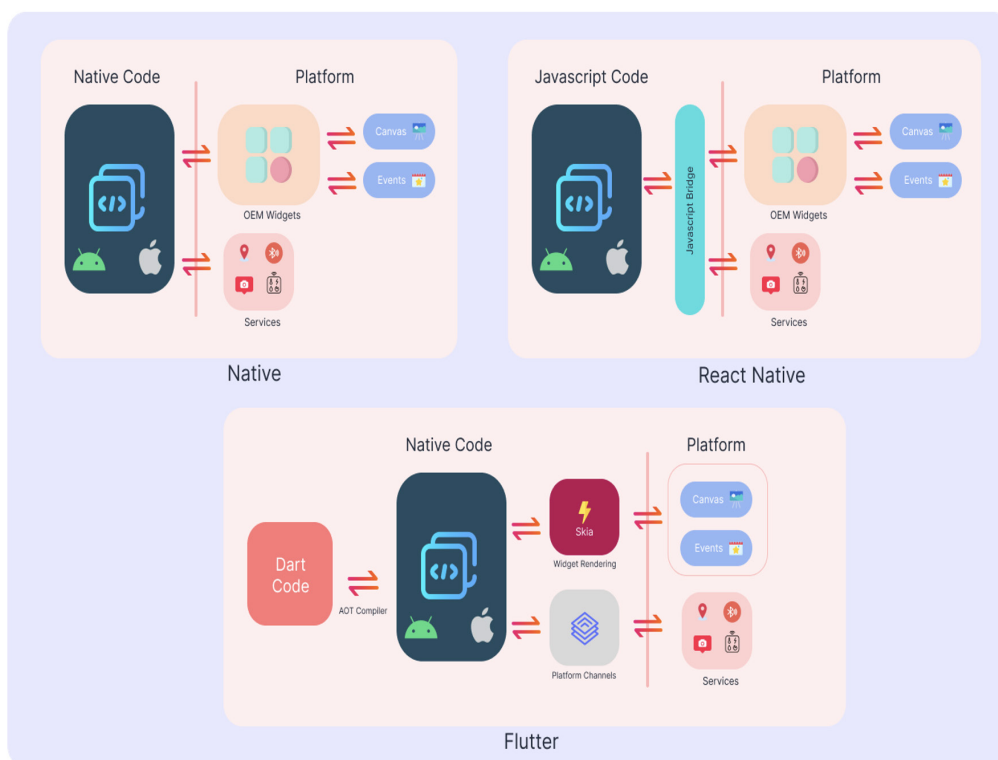 Native Code
Platform
Canvas
Events
OEM Widgets
Services
Native
Javascript Code
Platform
Javascript Bridge
Canvas
Events
OEM Widgets
Services
React Native
Native Code
Platform
Dart
Code
AOT Compiler
Skia
Widget Rendering
Platform Channels
Canvas
Events
Services
Flutter